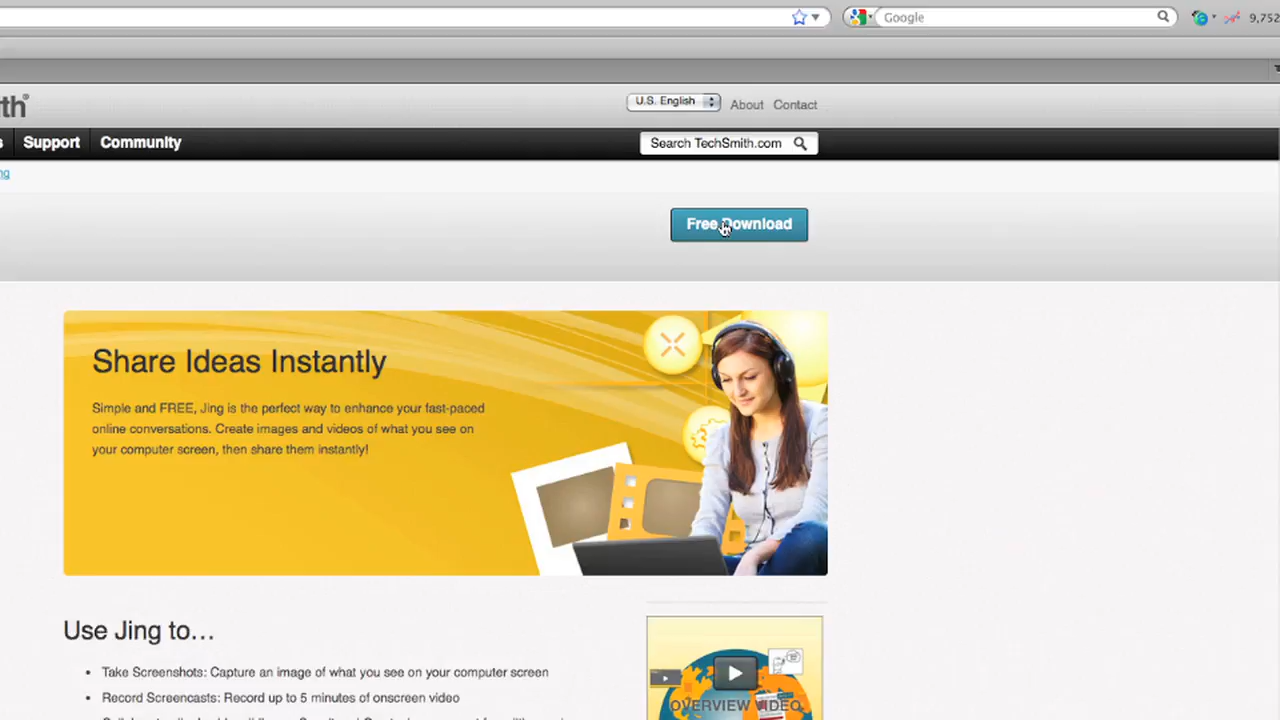 Google
9,752
th®
U.S. English
About
Contact
s
Support
Community
Search TechSmith.com
ng
Free Download
Share Ideas Instantly
Simple and FREE, Jing is the perfect way to enhance your fast-paced
online conversations. Create images and videos of what you see on
your computer screen, then share them instantly!
Use Jing to…
• Take Screenshots: Capture an image of what you see on your computer screen
• Record Screencasts: Record up to 5 minutes of onscreen video
OVERVIEW VIDEO